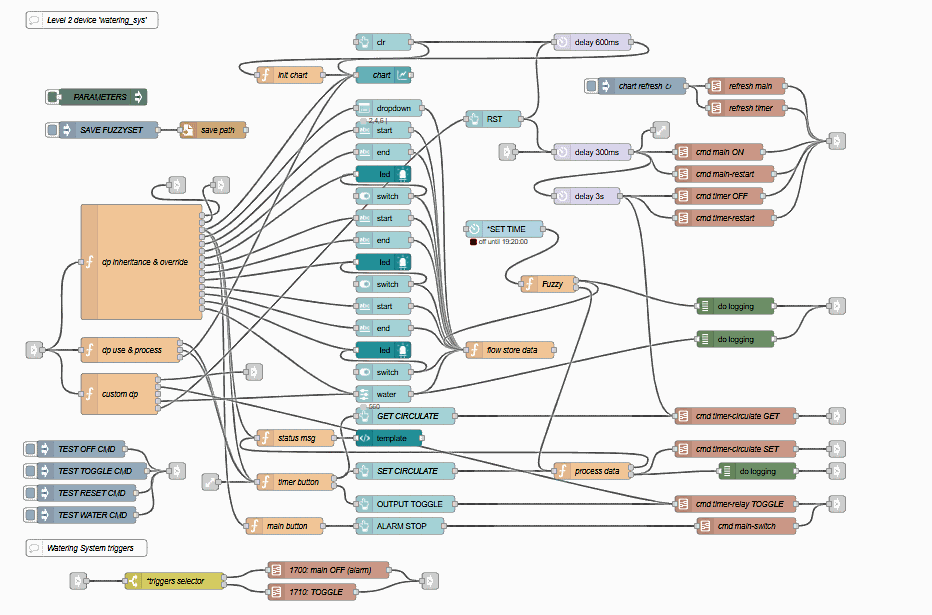 Level 2 device 'watering_sys'
clr
delay 600ms
Init chart
chart
chart refresh ↻
refresh main
PARAMETERS
dropdown
refresh timer
2,4,6 |
SAVE FUZZYSET
save path
start
RST
end
delay 300ms
cmd main ON
led
cmd main-restart
switch
delay 3s
cmd timer OFF
start
cmd timer-restart
*SET TIME
end
off until 19:20:00
dp inheritance & override
led
switch
Fuzzy
start
do logging
end
do logging
dp use & process
led
flow store data
switch
custom dp
water
560
GET CIRCULATE
cmd timer-circulate GET
status msg
template
TEST OFF CMD
cmd timer-circulate SET
TEST TOGGLE CMD
SET CIRCULATE
process data
do logging
timer button
TEST RESET CMD
OUTPUT TOGGLE
cmd timer-relay TOGGLE
TEST WATER CMD
main button
ALARM STOP
cmd main-switch
Watering System triggers
*triggers selector
1700: main OFF (alarm)
1710: TOGGLE